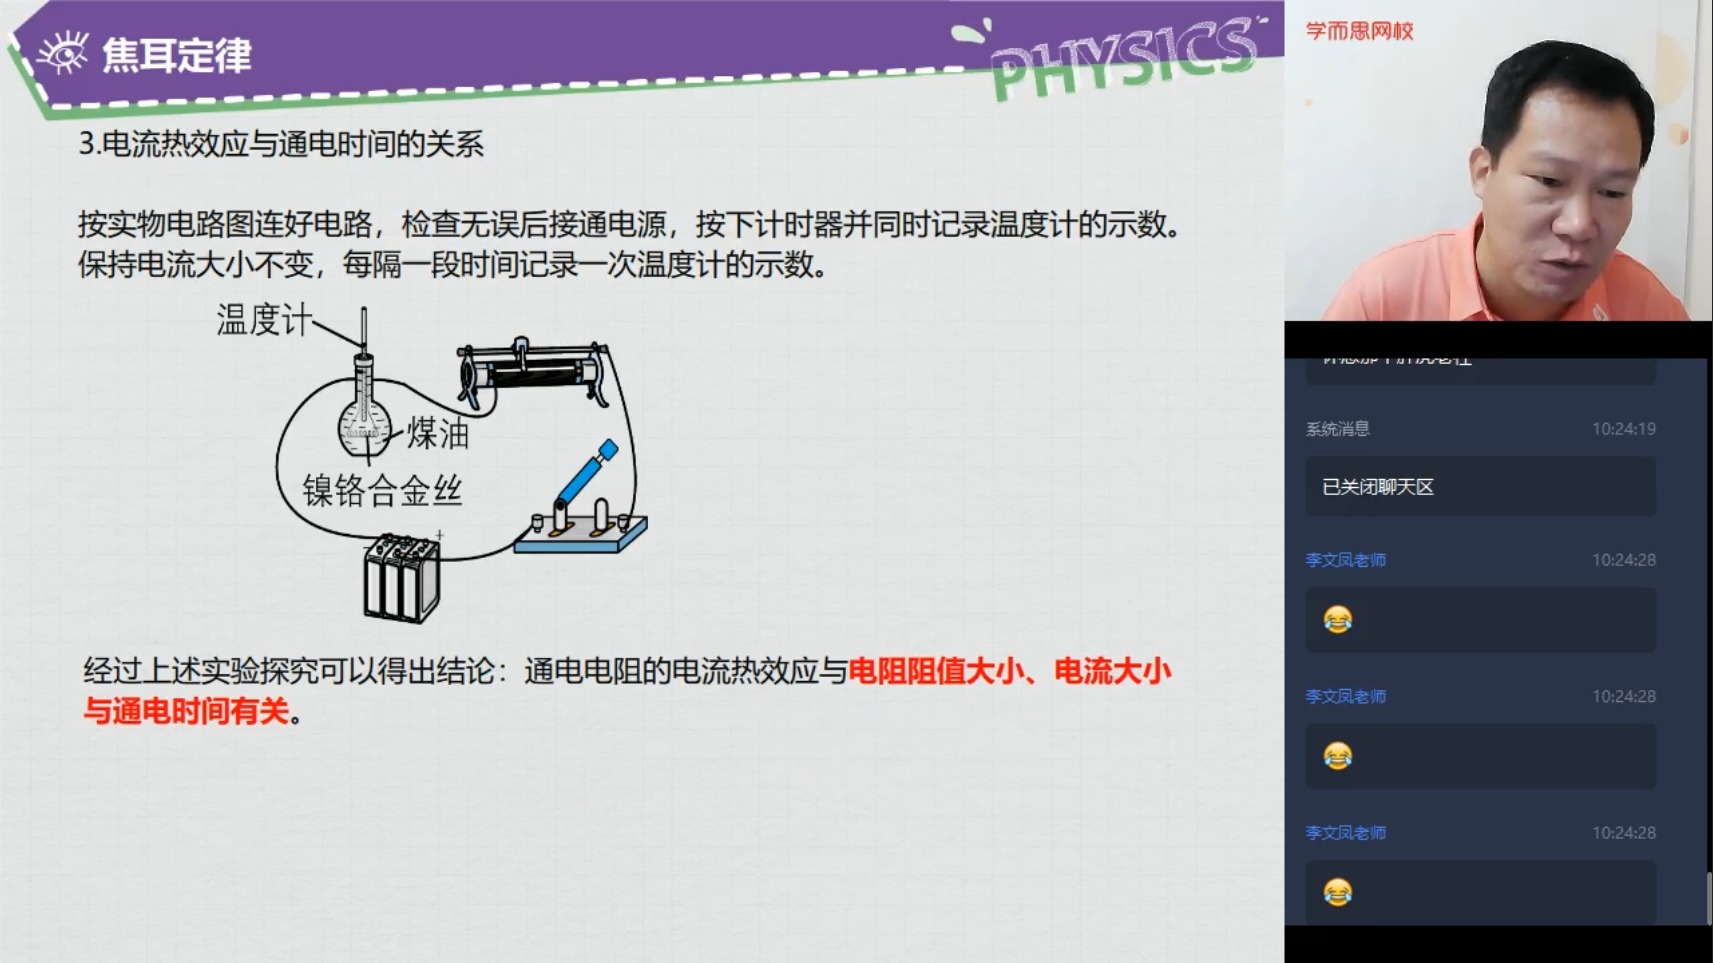 焦耳定律
PHYSICS
3.电流热效应与通电时间的关系
按实物电路图连好电路，检查无误后接通电源，按下计时器并同时记录温度计的示数。
保持电流大小不变，每隔一段时间记录一次温度计的示数。
温度计
煤油
镍铬合金丝
+
经过上述实验探究可以得出结论：通电电阻的电流热效应与电阻阻值大小、电流大小
与通电时间有关。
学而思网校
系统消息 10:24:19
已关闭聊天区
李文凤老师 10:24:28
😂
李文凤老师 10:24:28
😂
李文凤老师 10:24:28
😂